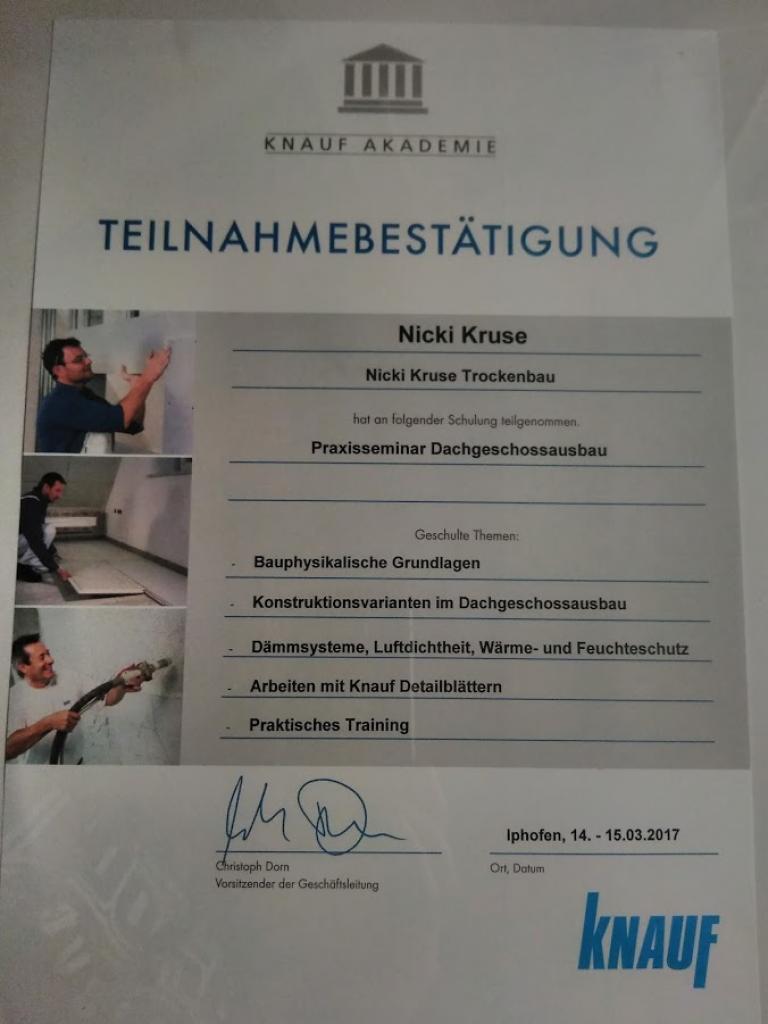 KNAUF AKADEMIE
TEILNAHMEBESTÄTIGUNG
Nicki Kruse
Nicki Kruse Trockenbau
hat an folgender Schulung teilgenommen.
Praxisseminar Dachgeschossausbau
Geschulte Themen:
- Bauphysikalische Grundlagen
- Konstruktionsvarianten im Dachgeschossausbau
- Dämmsysteme, Luftdichtheit, Wärme- und Feuchteschutz
- Arbeiten mit Knauf Detailblättern
- Praktisches Training
Iphofen, 14. - 15.03.2017
Christoph Dorn
Vorsitzender der Geschäftsleitung
Ort, Datum
KNAUF